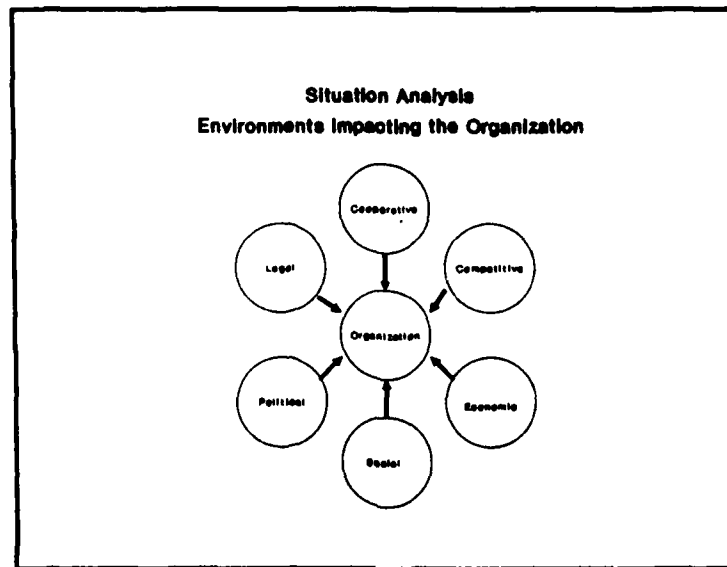 Situation Analysis
Environments Impacting the Organization
Cooperative
Legal
Competitive
Organization
Political
Economic
Social